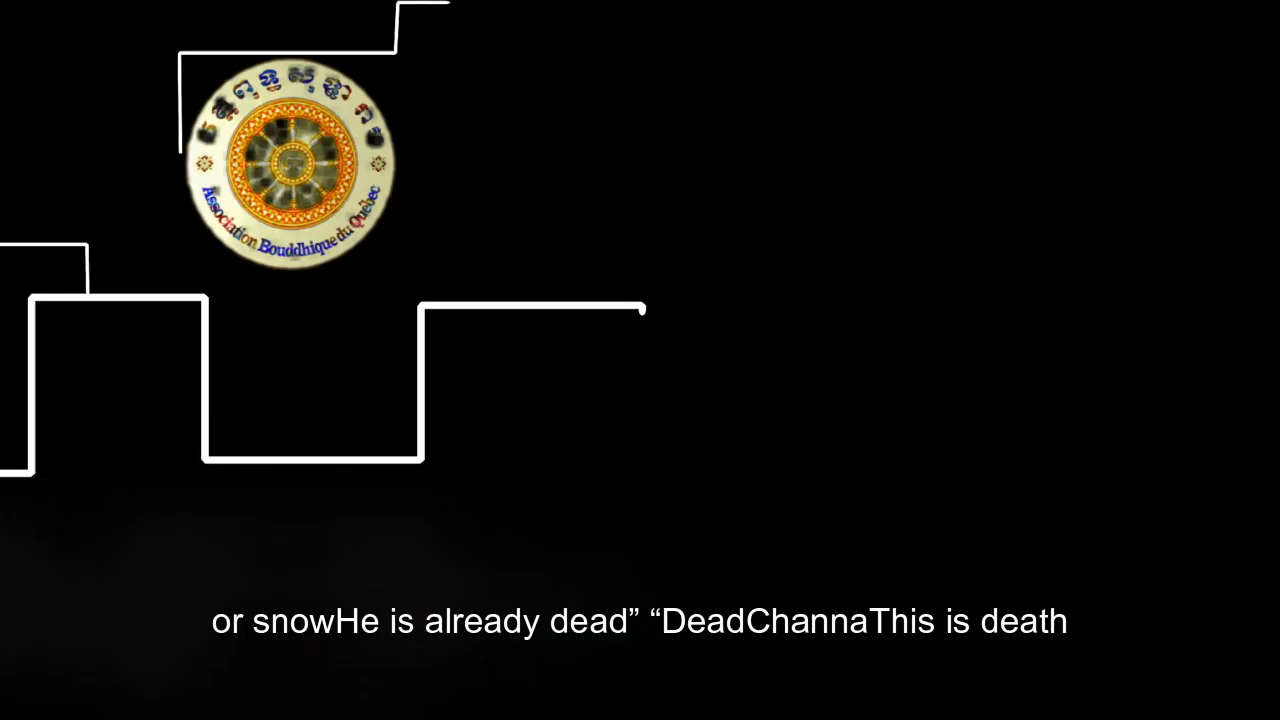 Association Bouddhique du Québec
or snowHe is already dead” “DeadChannaThis is death